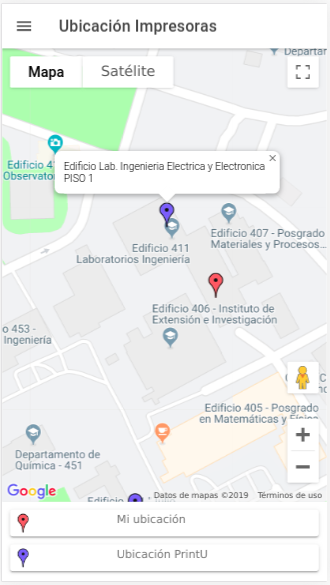 Ubicación Impresoras
Mapa
Satélite
Departar
Edificio 4
Observato
Edificio Lab. Ingenieria Electrica y Electronica
PISO 1
Edificio 411
Laboratorios Ingeniería
Edificio 407 - Posgrado
Materiales y Procesos...
Edificio 406 - Instituto de
Extensión e Investigación
o 453 -
Ingeniería
Edificio 405 - Posgrado
en Matemáticas y Física
Departamento de
Química - 451
Edificio
Google
Datos de mapas ©2019
Términos de uso
Mi ubicación
Ubicación PrintU